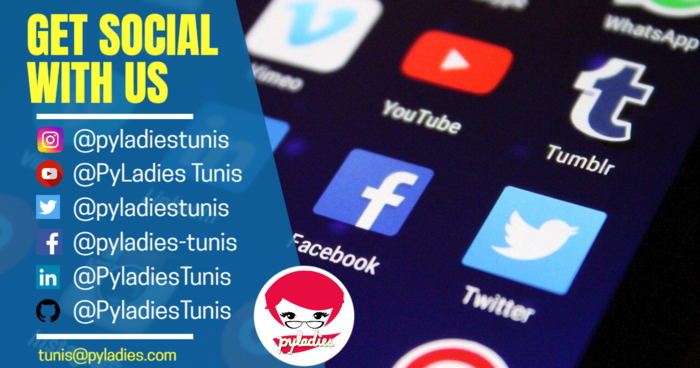 GET SOCIAL
WITH US
@pyladiestunis
@PyLadies Tunis
@pyladiestunis
@pyladies-tunis
@PyladiesTunis
@PyladiesTunis
tunis@pyladies.com
WhatsApp
Vimeo
YouTube
Tumblr
Facebook
Twitter
pyladies